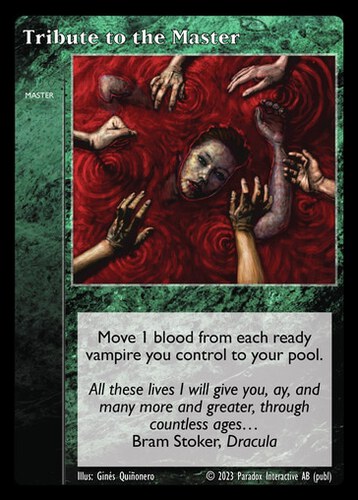 Tribute to the Master
MASTER
Move 1 blood from each ready
vampire you control to your pool.
All these lives I will give you, ay, and
many more and greater, through
countless ages...
Bram Stoker, Dracula
Illus: Ginés Quiñonero © 2023 Paradox Interactive AB (publ)